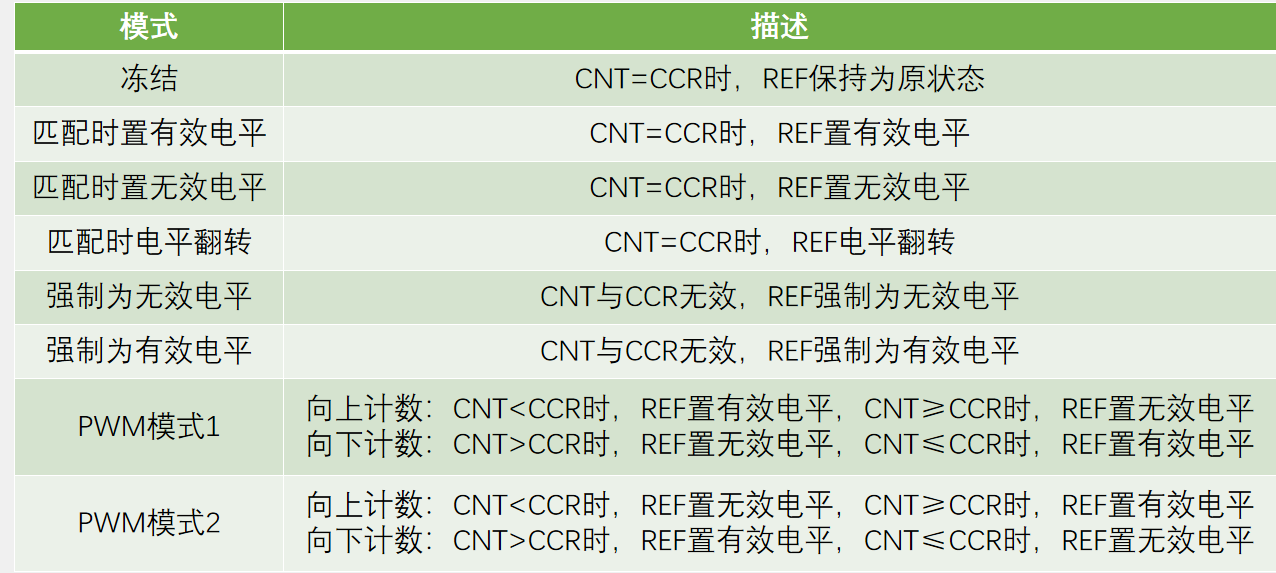 模式 描述
冻结 CNT=CCR时，REF保持为原状态
匹配时置有效电平 CNT=CCR时，REF置有效电平
匹配时置无效电平 CNT=CCR时，REF置无效电平
匹配时电平翻转 CNT=CCR时，REF电平翻转
强制为无效电平 CNT与CCR无效，REF强制为无效电平
强制为有效电平 CNT与CCR无效，REF强制为有效电平
PWM模式1
向上计数：CNT<CCR时，REF置有效电平，CNT≥CCR时，REF置无效电平
向下计数：CNT>CCR时，REF置无效电平，CNT≤CCR时，REF置有效电平
PWM模式2
向上计数：CNT<CCR时，REF置无效电平，CNT≥CCR时，REF置有效电平
向下计数：CNT>CCR时，REF置有效电平，CNT≤CCR时，REF置无效电平